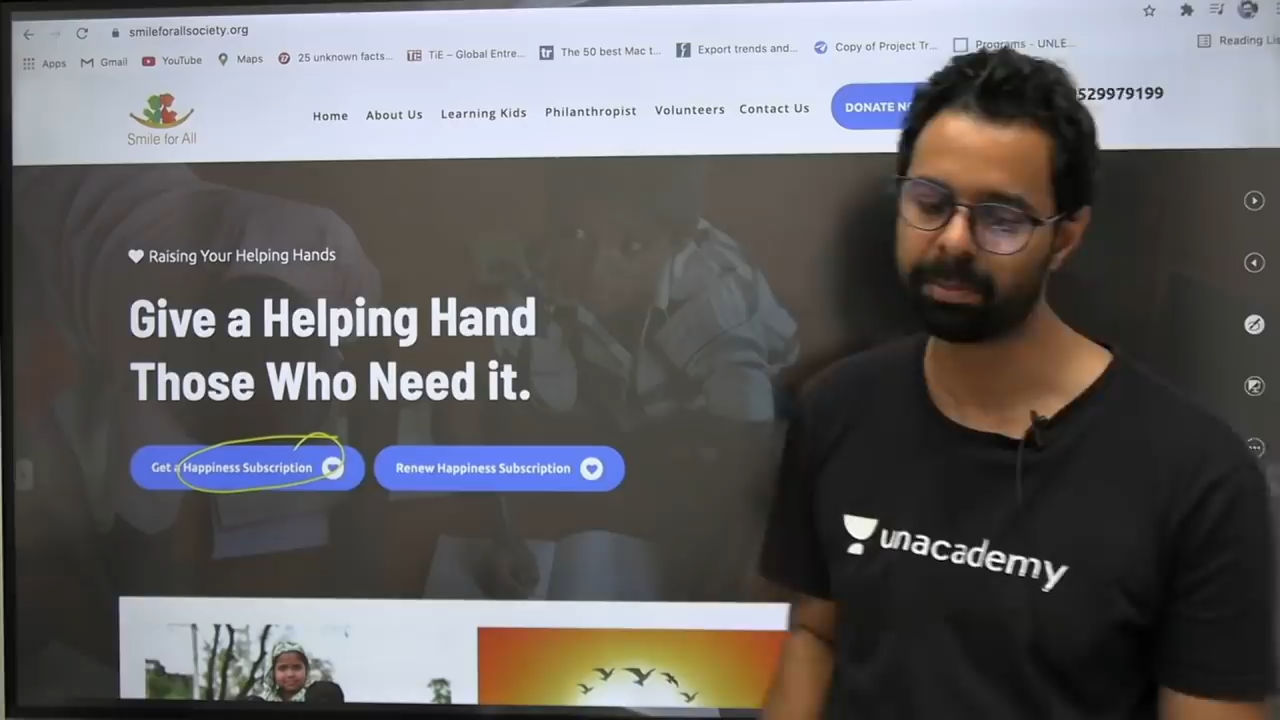 smileforallsociety.org
Apps
Gmail
YouTube
Maps
25 unknown facts...
TiE – Global Entre...
The 50 best Mac t...
Export trends and...
Copy of Project Tr...
Programs - UNLE...
Reading
Smile for All
Home
About Us
Learning Kids
Philanthropist
Volunteers
Contact Us
DONATE
529979199
Raising Your Helping Hands
Give a Helping Hand
Those Who Need it.
Get a Happiness Subscription
Renew Happiness Subscription
unacademy